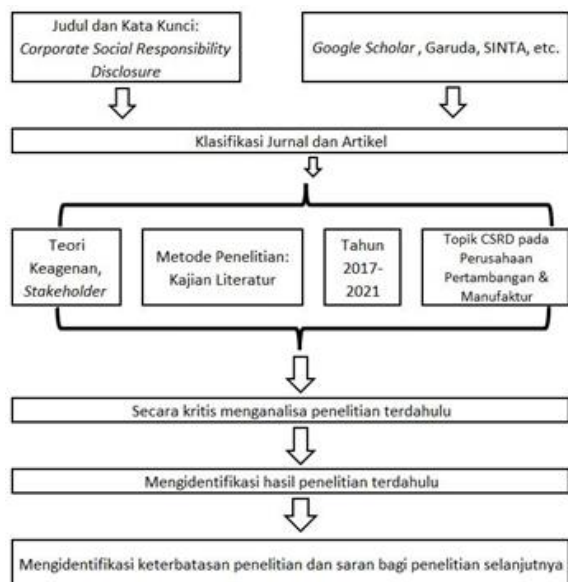 Judul dan Kata Kunci:
Corporate Social Responsibility
Disclosure
Google Scholar , Garuda, SINTA, etc.
Klasifikasi Jurnal dan Artikel
Teori
Keagenan,
Stakeholder
Metode Penelitian:
Kajian Literatur
Tahun
2017-
2021
Topik CSRD pada
Perusahaan
Pertambangan &
Manufaktur
Secara kritis menganalisa penelitian terdahulu
Mengidentifikasi hasil penelitian terdahulu
Mengidentifikasi keterbatasan penelitian dan saran bagi penelitian selanjutnya